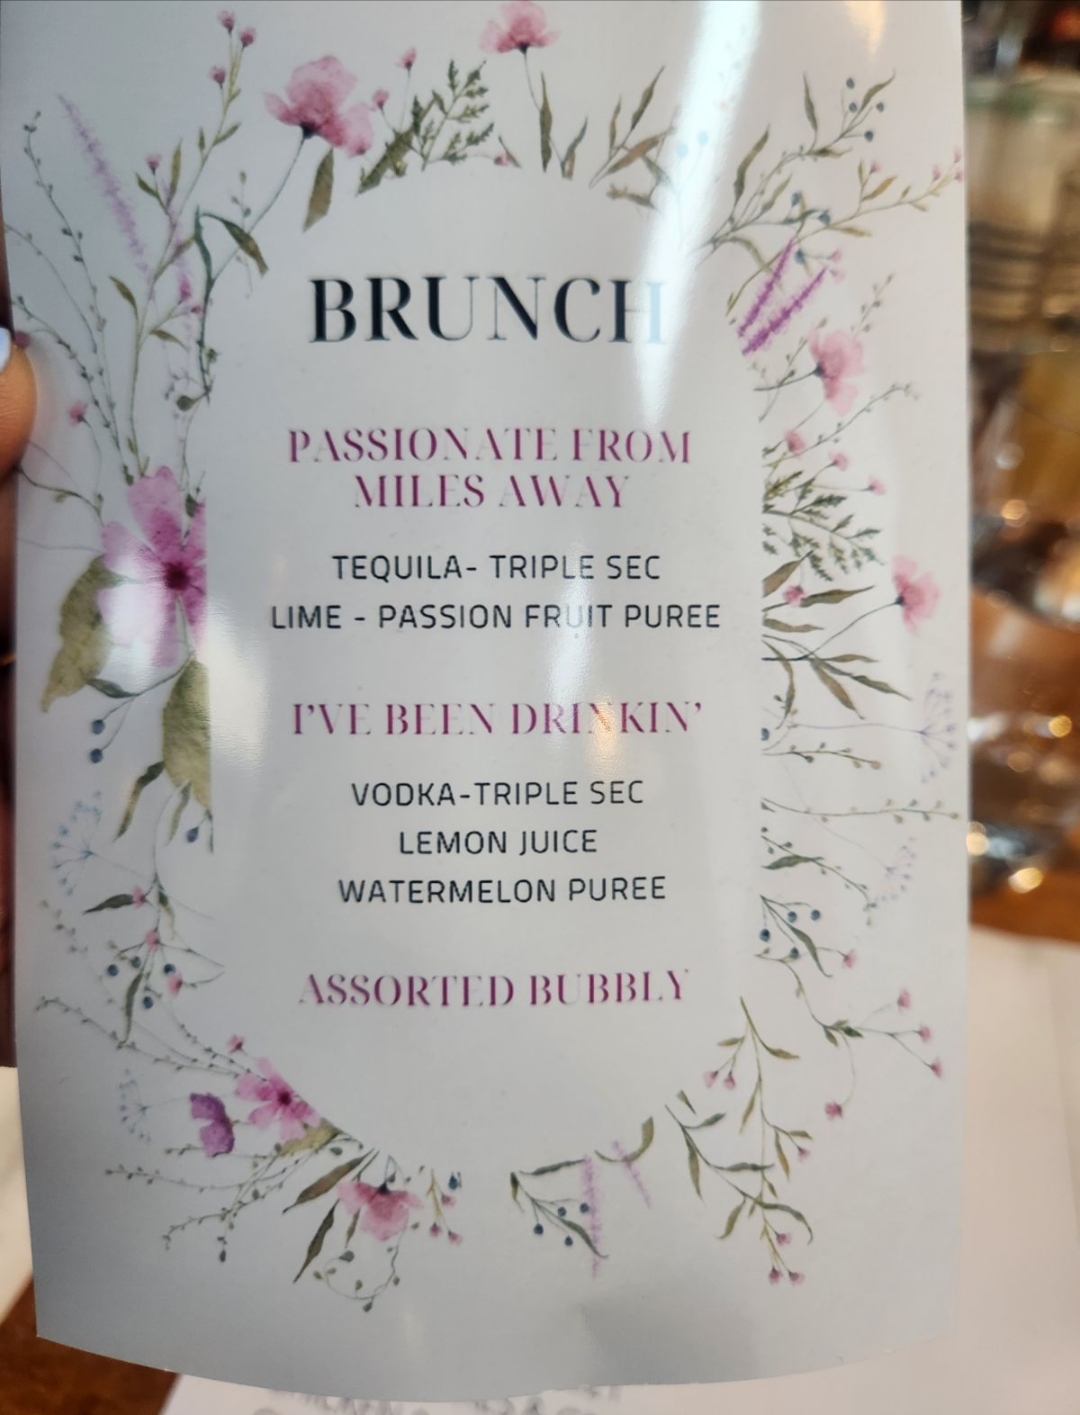 BRUNCH
PASSIONATE FROM
MILES AWAY
TEQUILA- TRIPLE SEC
LIME - PASSION FRUIT PUREE
I'VE BEEN DRINKIN'
VODKA-TRIPLE SEC
LEMON JUICE
WATERMELON PUREE
ASSORTED BUBBLY